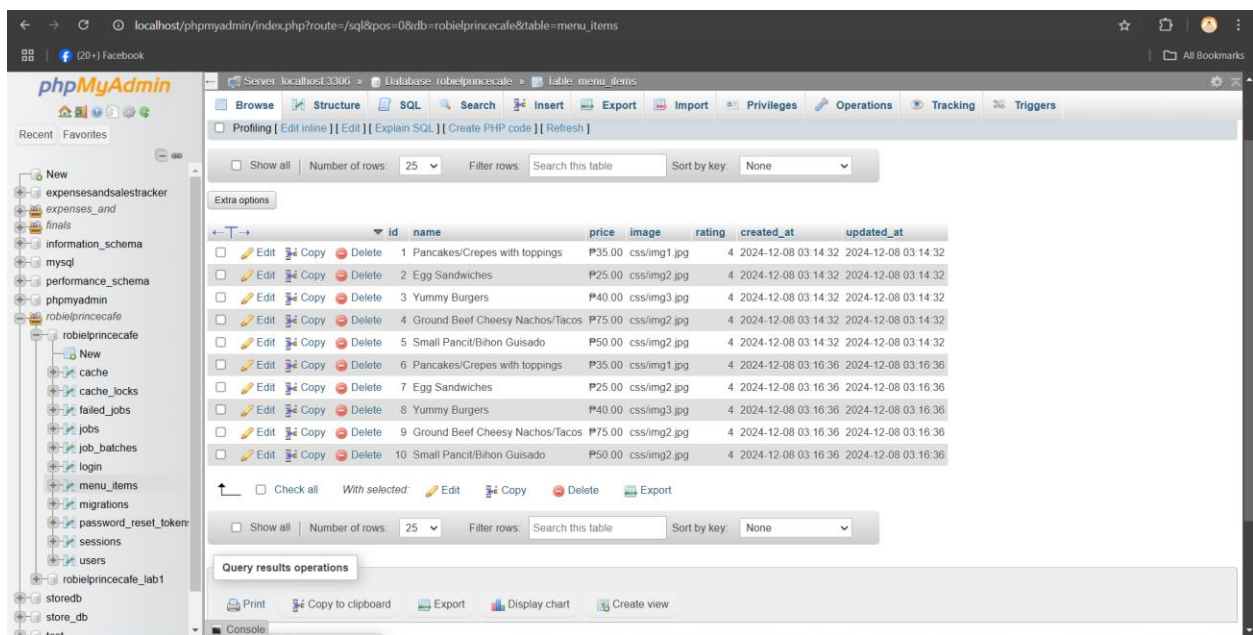 localhost/phpmyadmin/index.php?route=/sql&pos=0&db=robielprincecafe&table=menu_items
(20+) Facebook
All Bookmarks
phpMyAdmin
Recent Favorites
New
expensesandsalestracker
expenses_and
finals
information_schema
mysql
performance_schema
phpmyadmin
robielprincecafe
robielprincecafe
New
cache
cache_locks
failed_jobs
jobs
job_batches
login
menu_items
migrations
password_reset_token
sessions
users
robielprincecafe_lab1
storedb
store_db
Server: localhost:3306 » Database: robielprincecafe » Table: menu_items
Browse Structure SQL Search Insert Export Import Privileges Operations Tracking Triggers
Profiling [ Edit inline ] [ Edit ] [ Explain SQL ] [ Create PHP code ] [ Refresh ]
Show all Number of rows: 25 Filter rows: Search this table Sort by key: None
Extra options
id name price image rating created_at updated_at
Edit Copy Delete 1 Pancakes/Crepes with toppings ₱35.00 css/img1.jpg 4 2024-12-08 03:14:32 2024-12-08 03:14:32
Edit Copy Delete 2 Egg Sandwiches ₱25.00 css/img2.jpg 4 2024-12-08 03:14:32 2024-12-08 03:14:32
Edit Copy Delete 3 Yummy Burgers ₱40.00 css/img3.jpg 4 2024-12-08 03:14:32 2024-12-08 03:14:32
Edit Copy Delete 4 Ground Beef Cheesy Nachos/Tacos ₱75.00 css/img2.jpg 4 2024-12-08 03:14:32 2024-12-08 03:14:32
Edit Copy Delete 5 Small Pancit/Bihon Guisado ₱50.00 css/img2.jpg 4 2024-12-08 03:14:32 2024-12-08 03:14:32
Edit Copy Delete 6 Pancakes/Crepes with toppings ₱35.00 css/img1.jpg 4 2024-12-08 03:16:36 2024-12-08 03:16:36
Edit Copy Delete 7 Egg Sandwiches ₱25.00 css/img2.jpg 4 2024-12-08 03:16:36 2024-12-08 03:16:36
Edit Copy Delete 8 Yummy Burgers ₱40.00 css/img3.jpg 4 2024-12-08 03:16:36 2024-12-08 03:16:36
Edit Copy Delete 9 Ground Beef Cheesy Nachos/Tacos ₱75.00 css/img2.jpg 4 2024-12-08 03:16:36 2024-12-08 03:16:36
Edit Copy Delete 10 Small Pancit/Bihon Guisado ₱50.00 css/img2.jpg 4 2024-12-08 03:16:36 2024-12-08 03:16:36
Check all With selected: Edit Copy Delete Export
Show all Number of rows: 25 Filter rows: Search this table Sort by key: None
Query results operations
Print Copy to clipboard Export Display chart Create view
Console